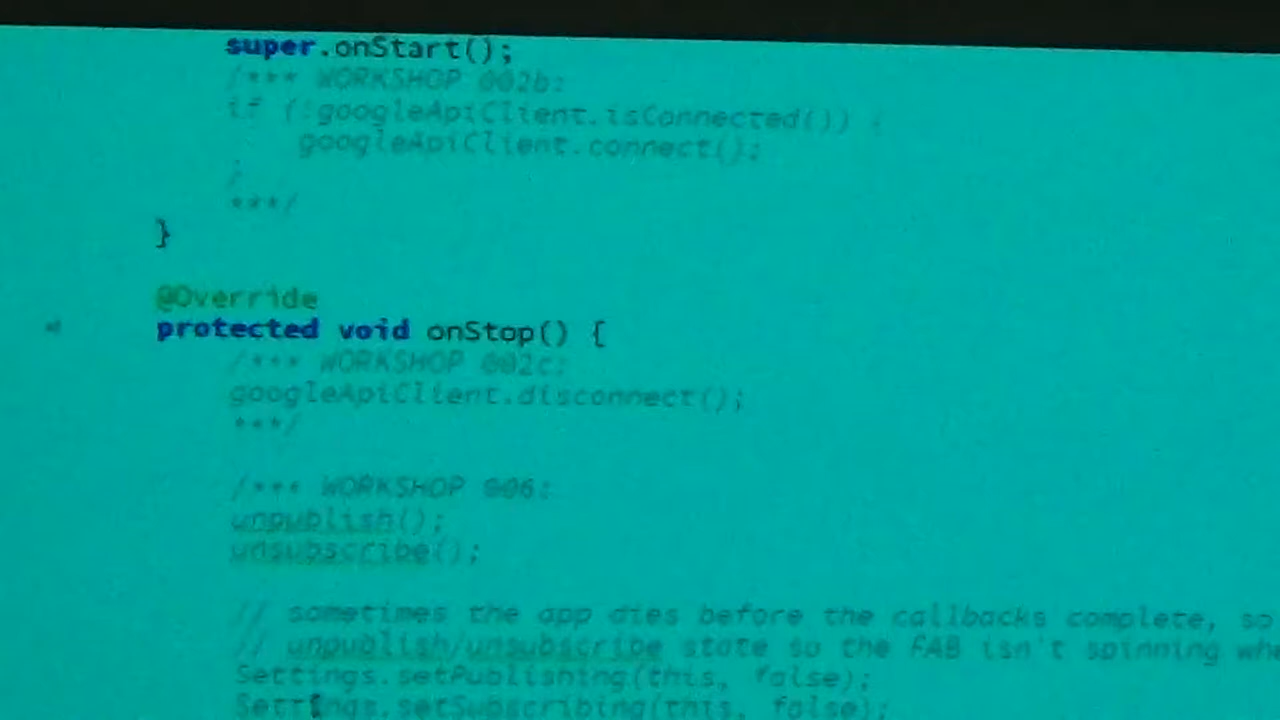 super.onStart();
/*** WORKSHOP 002b:
if (!googleApiClient.isConnected()) {
googleApiClient.connect();
}
***/
}
@Override
protected void onStop() {
/*** WORKSHOP 002c:
googleApiClient.disconnect();
***/
/*** WORKSHOP 006:
unpublish();
unsubscribe();
// sometimes the app dies before the callbacks complete, so
// unpublish/unsubscribe state so the FAB isn't spinning whe
Settings.setPublishing(this, false);
Settings.setSubscribing(this, false);